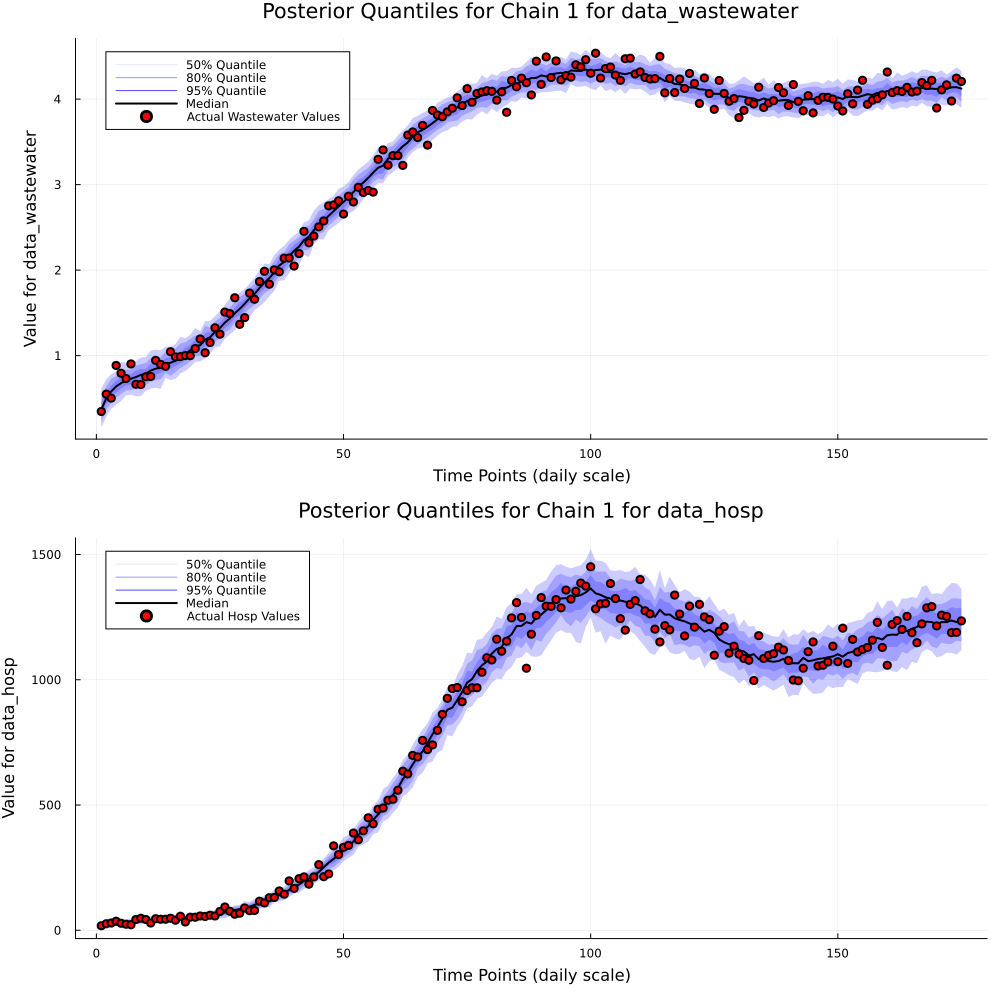 Posterior Quantiles for Chain 1 for data_wastewater
50% Quantile
80% Quantile
95% Quantile
Median
Actual Wastewater Values
4
3
2
1
Value for data_wastewater
0 50 100 150
Time Points (daily scale)
Posterior Quantiles for Chain 1 for data_hosp
1500
50% Quantile
80% Quantile
95% Quantile
Median
Actual Hosp Values
1000
500
0
Value for data_hosp
0 50 100 150
Time Points (daily scale)